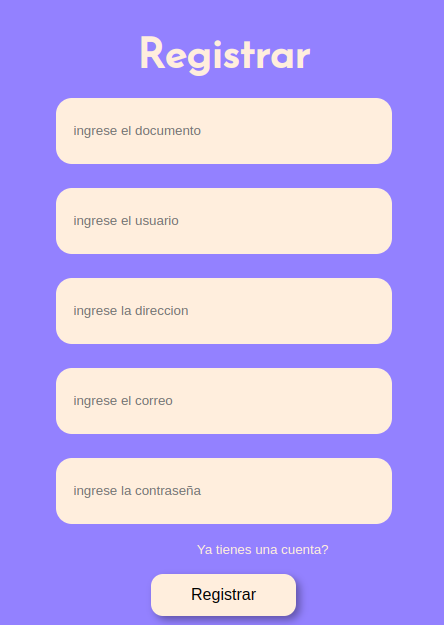 Registrar
ingrese el documento
ingrese el usuario
ingrese la direccion
ingrese el correo
ingrese la contraseña
Ya tienes una cuenta?
Registrar